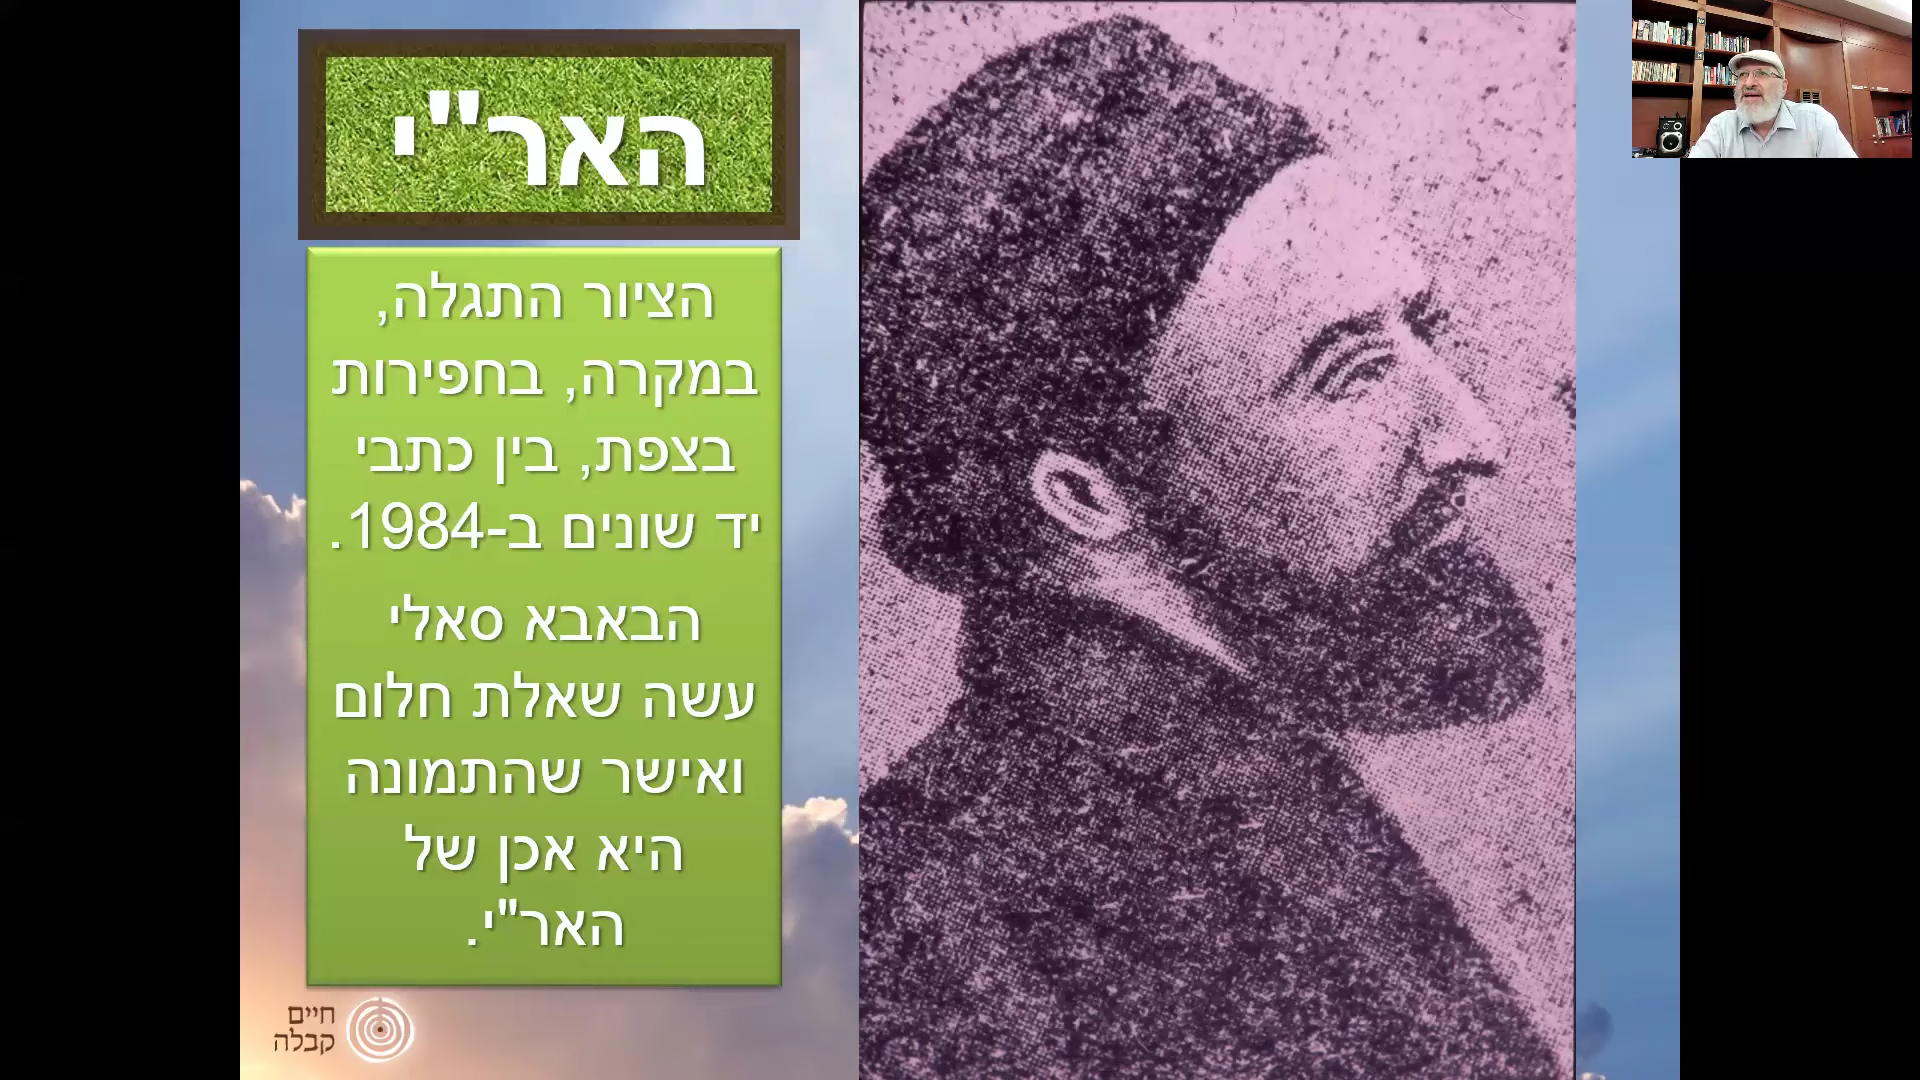 האר"י
הציור התגלה,
במקרה, בחפירות
בצפת, בין כתבי
יד שונים ב-1984.
הבאבא סאלי
עשה שאלת חלום
ואישר שהתמונה
היא אכן של
האר"י.
חיים
קבלה